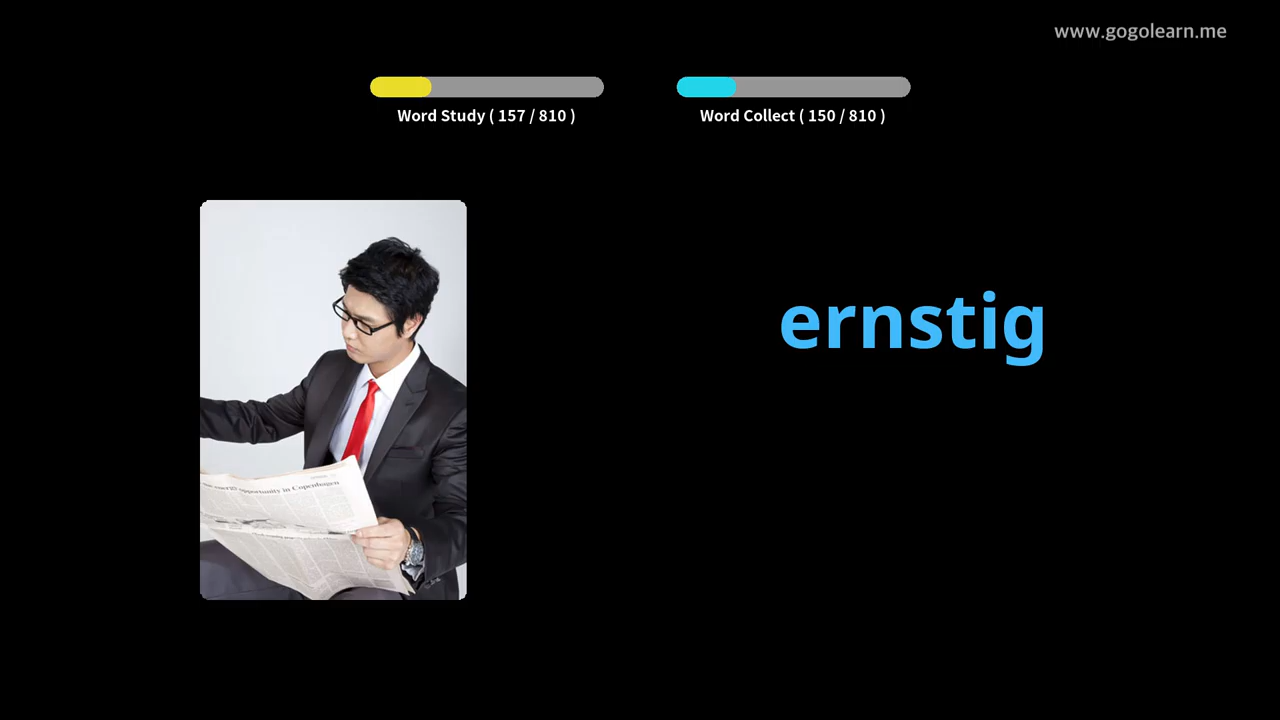 www.gogolearn.me
Word Study ( 157 / 810 )
Word Collect ( 150 / 810 )
ernstig
opportunity in Copenhagen